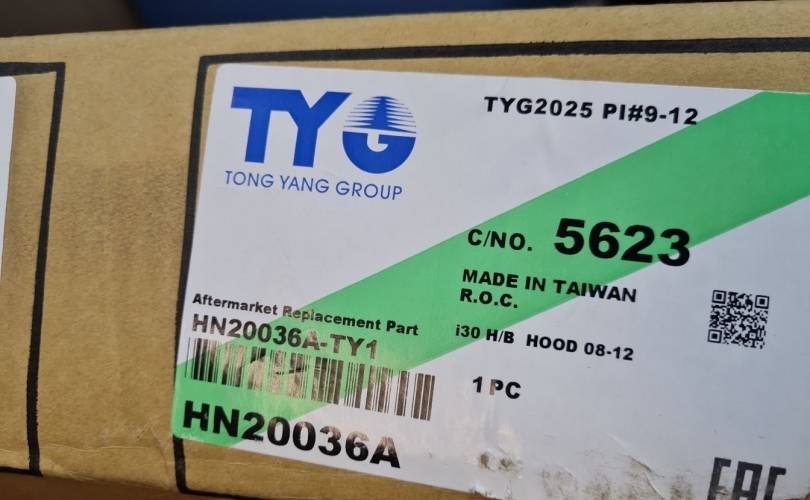 TYG
TONG YANG GROUP
TYG2025 PI#9-12
C/NO. 5623
MADE IN TAIWAN
R.O.C.
Aftermarket Replacement Part
HN20036A-TY1
i30 H/B HOOD 08-12
1 PC
HN20036A
EAC